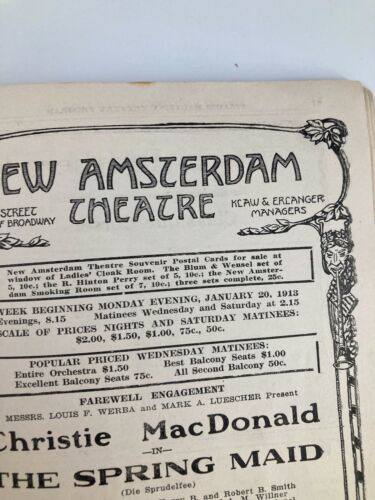 NEW AMSTERDAM
THEATRE
STREET
OF BROADWAY
KLAW & ERLANGER
MANAGERS
New Amsterdam Theatre Souvenir Postal Cards for sale at
window of Ladies' Cloak Room. The Blum & Wensel set of
5, 10c.; the R. Hinton Perry set of 5, 10c.; the New Amster-
dam Smoking Room set of 7, 10c.; three sets complete, 25c.
WEEK BEGINNING MONDAY EVENING, JANUARY 20, 1913
Evenings, 8.15 Matinees Wednesday and Saturday at 2.15
SCALE OF PRICES NIGHTS AND SATURDAY MATINEES:
$2.00, $1.50, $1.00, 75c., 50c.
POPULAR PRICED WEDNESDAY MATINEES:
Entire Orchestra $1.50 Best Balcony Seats $1.00
Excellent Balcony Seats 75c. All Second Balcony 50c.
FAREWELL ENGAGEMENT
MESSRS. LOUIS F. WERBA and MARK A. LUESCHER Present
Christie MacDonald
—IN—
THE SPRING MAID
(Die Sprudelfee)
B. and Robert B. Smith
M. Willner